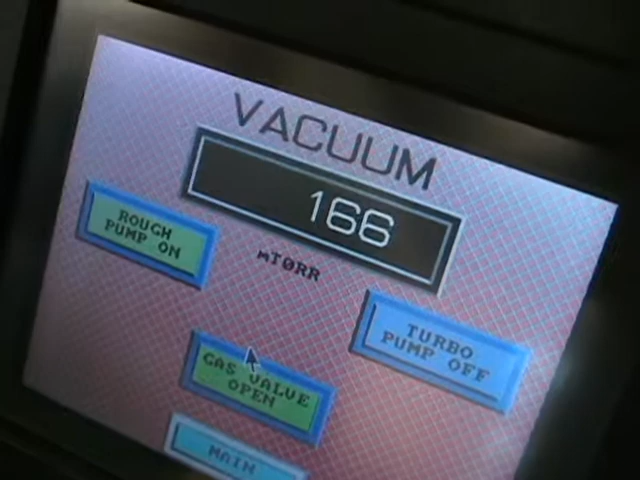 VACUUM
166
mTORR
ROUGH
PUMP ON
TURBO
PUMP OFF
GAS VALVE
OPEN
MAIN